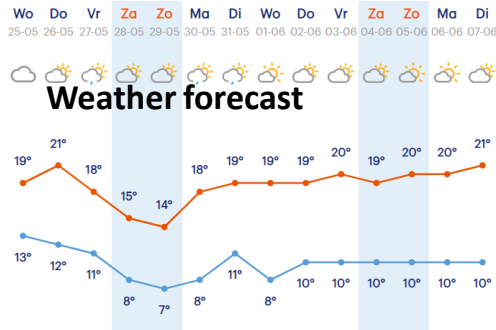 Wo Do Vr Za Zo Ma Di Wo Do Vr Za Zo Ma Di
25-05 26-05 27-05 28-05 29-05 30-05 31-05 01-06 02-06 03-06 04-06 05-06 06-06 07-06
Weather forecast
19° 21° 18° 15° 14° 18° 19° 19° 19° 20° 19° 20° 20° 21°
13° 12° 11° 8° 7° 8° 11° 8° 10° 10° 10° 10° 10° 10°